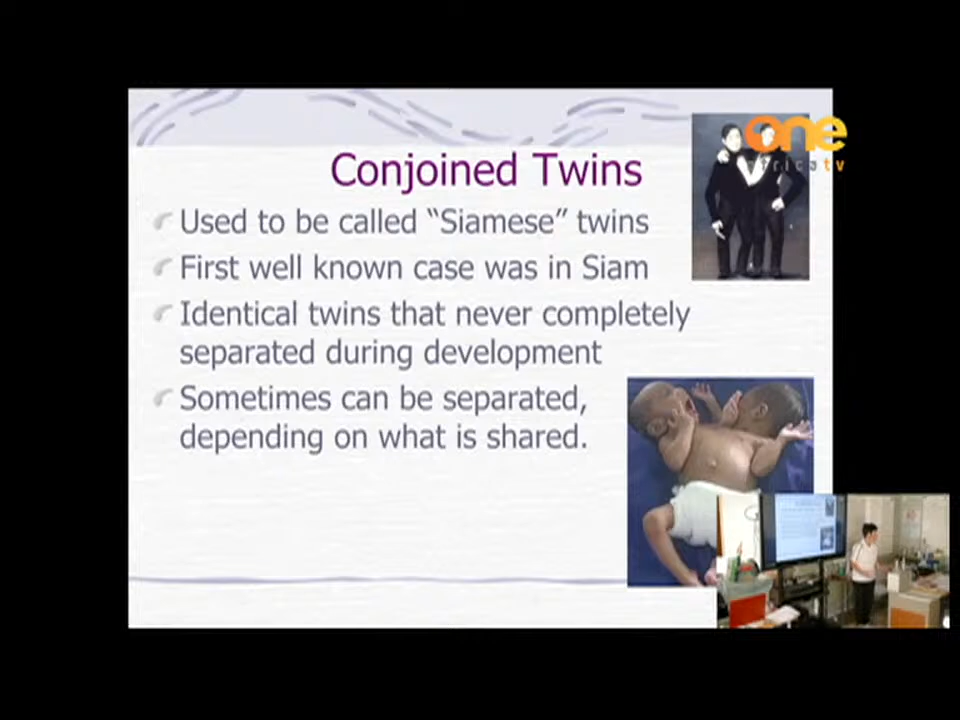 one
africa tv
Conjoined Twins
Used to be called “Siamese” twins
First well known case was in Siam
Identical twins that never completely
separated during development
Sometimes can be separated,
depending on what is shared.